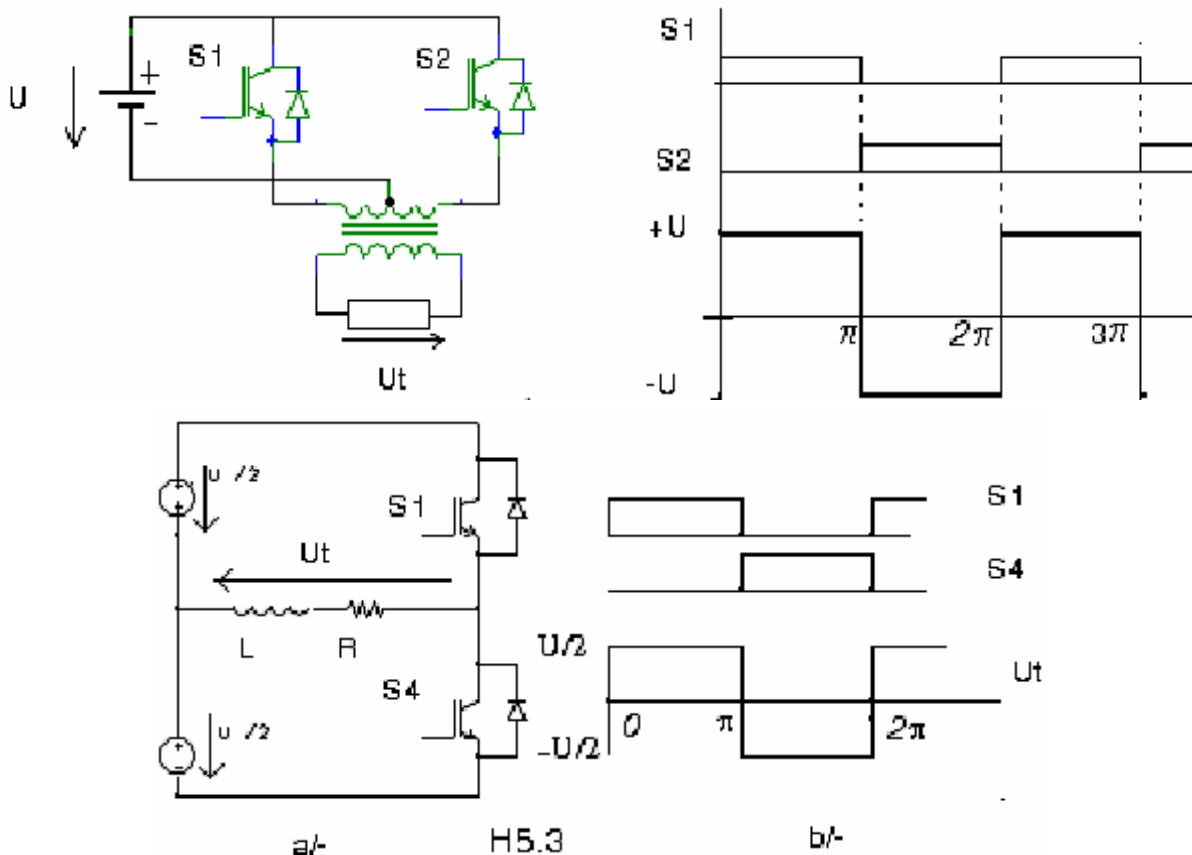 S1
S2
U
+
-
Ut
S1
S2
+U
π 2π 3π
-U
u /2
S1
Ut
L R
S4
u /2
S1
S4
U/2
Ut
0 π 2π
-U/2
a/- H5.3 b/-